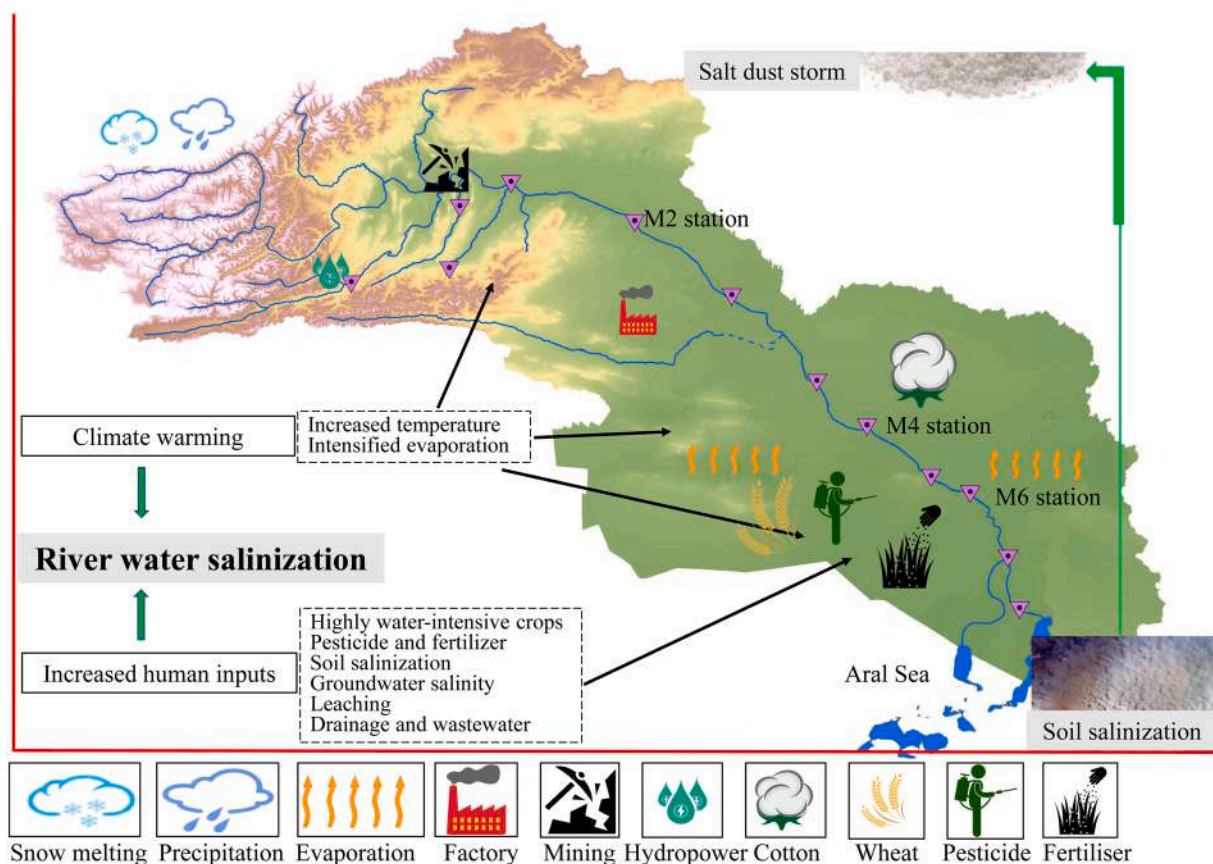 Salt dust storm
M2 station
M4 station
M6 station
Climate warming
Increased temperature
Intensified evaporation
River water salinization
Increased human inputs
Highly water-intensive crops
Pesticide and fertilizer
Soil salinization
Groundwater salinity
Leaching
Drainage and wastewater
Aral Sea
Soil salinization
Snow melting Precipitation Evaporation Factory Mining Hydropower Cotton Wheat Pesticide Fertiliser